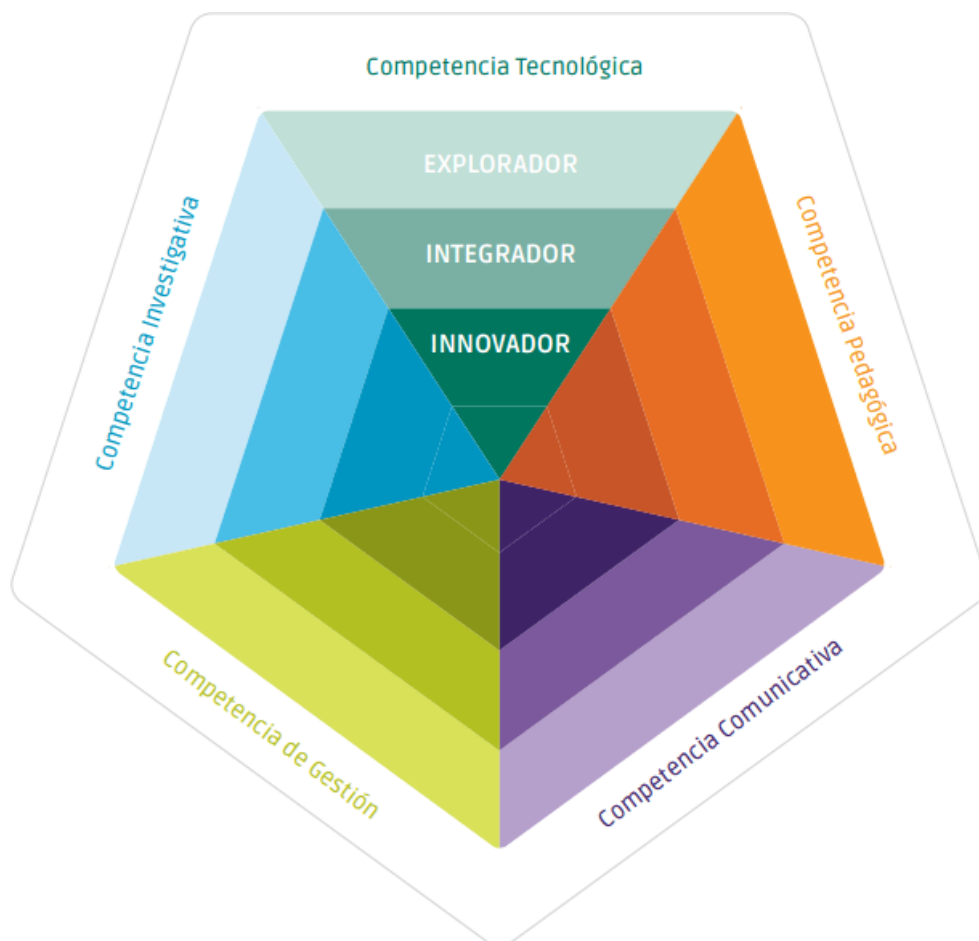 Competencia Tecnológica
EXPLORADOR
INTEGRADOR
INNOVADOR
Competencia Investigativa
Competencia Pedagógica
Competencia de Gestión
Competencia Comunicativa